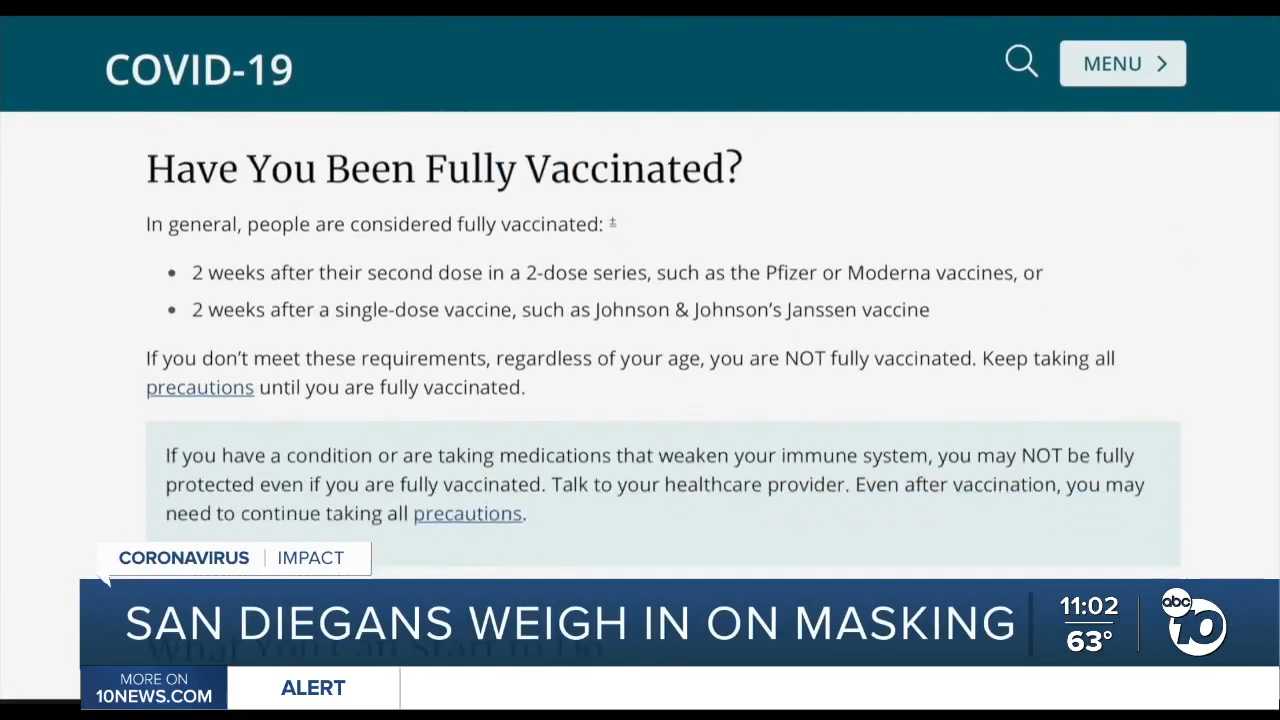 COVID-19
MENU
Have You Been Fully Vaccinated?
In general, people are considered fully vaccinated: ±
• 2 weeks after their second dose in a 2-dose series, such as the Pfizer or Moderna vaccines, or
• 2 weeks after a single-dose vaccine, such as Johnson & Johnson’s Janssen vaccine
If you don’t meet these requirements, regardless of your age, you are NOT fully vaccinated. Keep taking all
precautions until you are fully vaccinated.
If you have a condition or are taking medications that weaken your immune system, you may NOT be fully
protected even if you are fully vaccinated. Talk to your healthcare provider. Even after vaccination, you may
need to continue taking all precautions.
CORONAVIRUS | IMPACT
SAN DIEGANS WEIGH IN ON MASKING
11:02
63°
abc
10
MORE ON
10NEWS.COM
ALERT